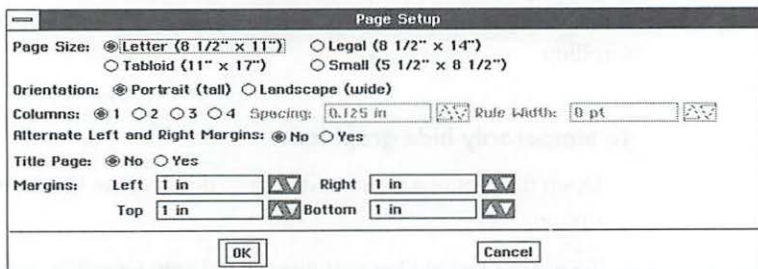 Page Setup
Page Size: Letter (8 1/2" x 11") Legal (8 1/2" x 14")
Tabloid (11" x 17") Small (5 1/2" x 8 1/2")
Orientation: Portrait (tall) Landscape (wide)
Columns: 1 2 3 4 Spacing: 0.125 in Rule Width: 0 pt
Alternate Left and Right Margins: No Yes
Title Page: No Yes
Margins: Left 1 in Right 1 in
Top 1 in Bottom 1 in
OK Cancel